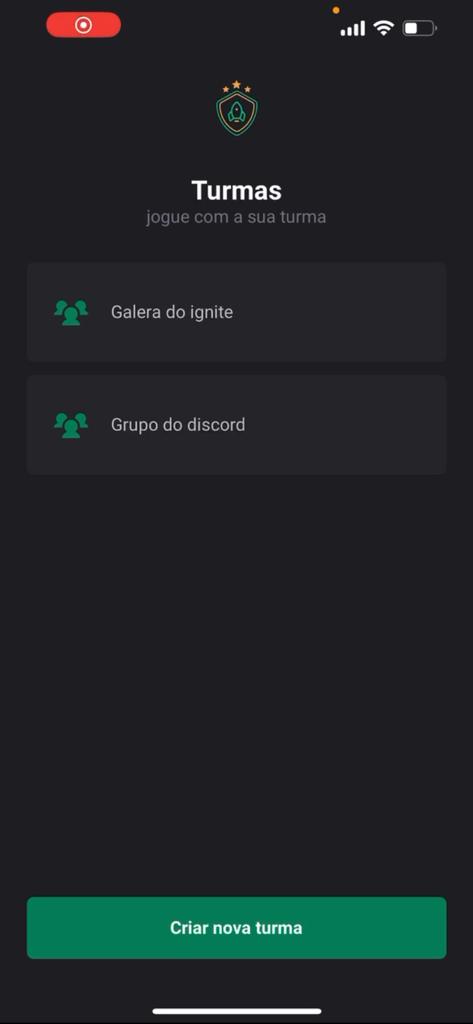 Turmas
jogue com a sua turma
Galera do ignite
Grupo do discord
Criar nova turma